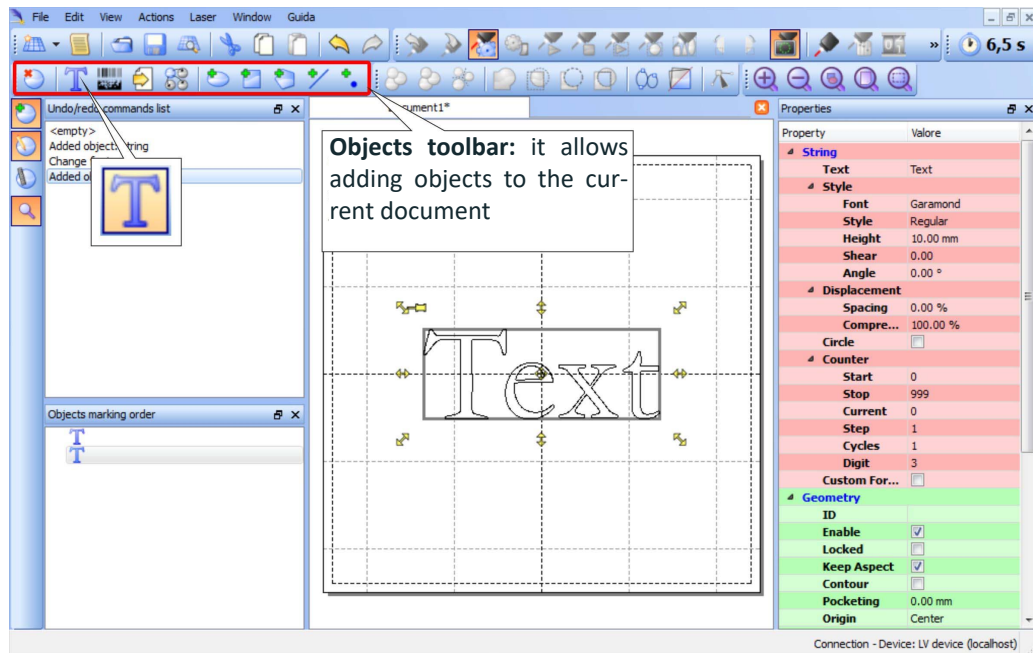 File Edit View Actions Laser Window Guida
» 6,5 s
Undo/redo commands list
<empty>
Added object: String
Change
Added
Document1*
Objects toolbar: it allows
adding objects to the cur-
rent document
T
Text
Objects marking order
T
T
Properties
Property Valore
String
Text Text
Style
Font Garamond
Style Regular
Height 10.00 mm
Shear 0.00
Angle 0.00 °
Displacement
Spacing 0.00 %
Compre... 100.00 %
Circle
Counter
Start 0
Stop 999
Current 0
Step 1
Cycles 1
Digit 3
Custom For...
Geometry
ID
Enable
Locked
Keep Aspect
Contour
Pocketing 0.00 mm
Origin Center
Connection - Device: LV device (localhost)